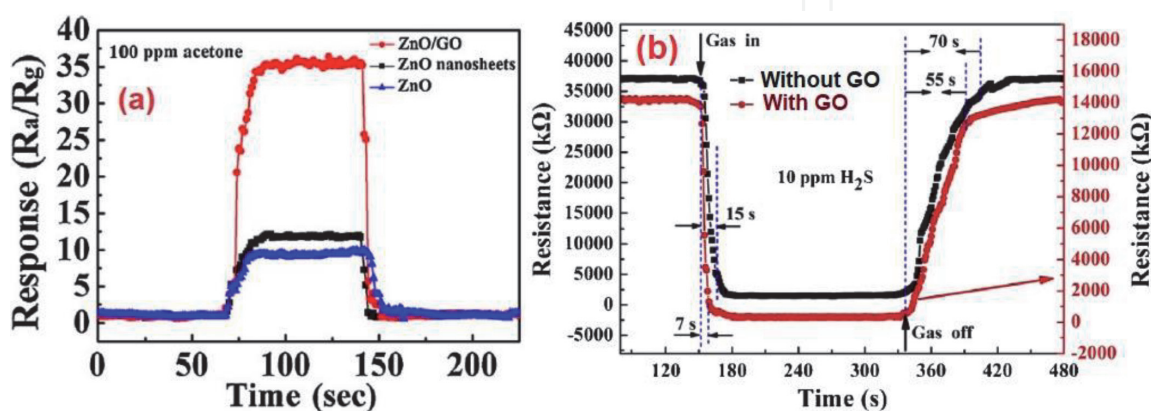 100 ppm acetone
ZnO/GO
ZnO nanosheets
ZnO
(a)
Response (Ra/Rg)
40
35
30
25
20
15
10
5
0
0 50 100 150 200
Time (sec)
(b)
Gas in
70 s
55 s
Without GO
With GO
10 ppm H₂S
15 s
7 s
Gas off
Resistance (kΩ)
45000
40000
35000
30000
25000
20000
15000
10000
5000
0
-5000
120 180 240 300 360 420 480
Time (s)
18000
16000
14000
12000
10000
8000
6000
4000
2000
0
-2000
Resistance (kΩ)